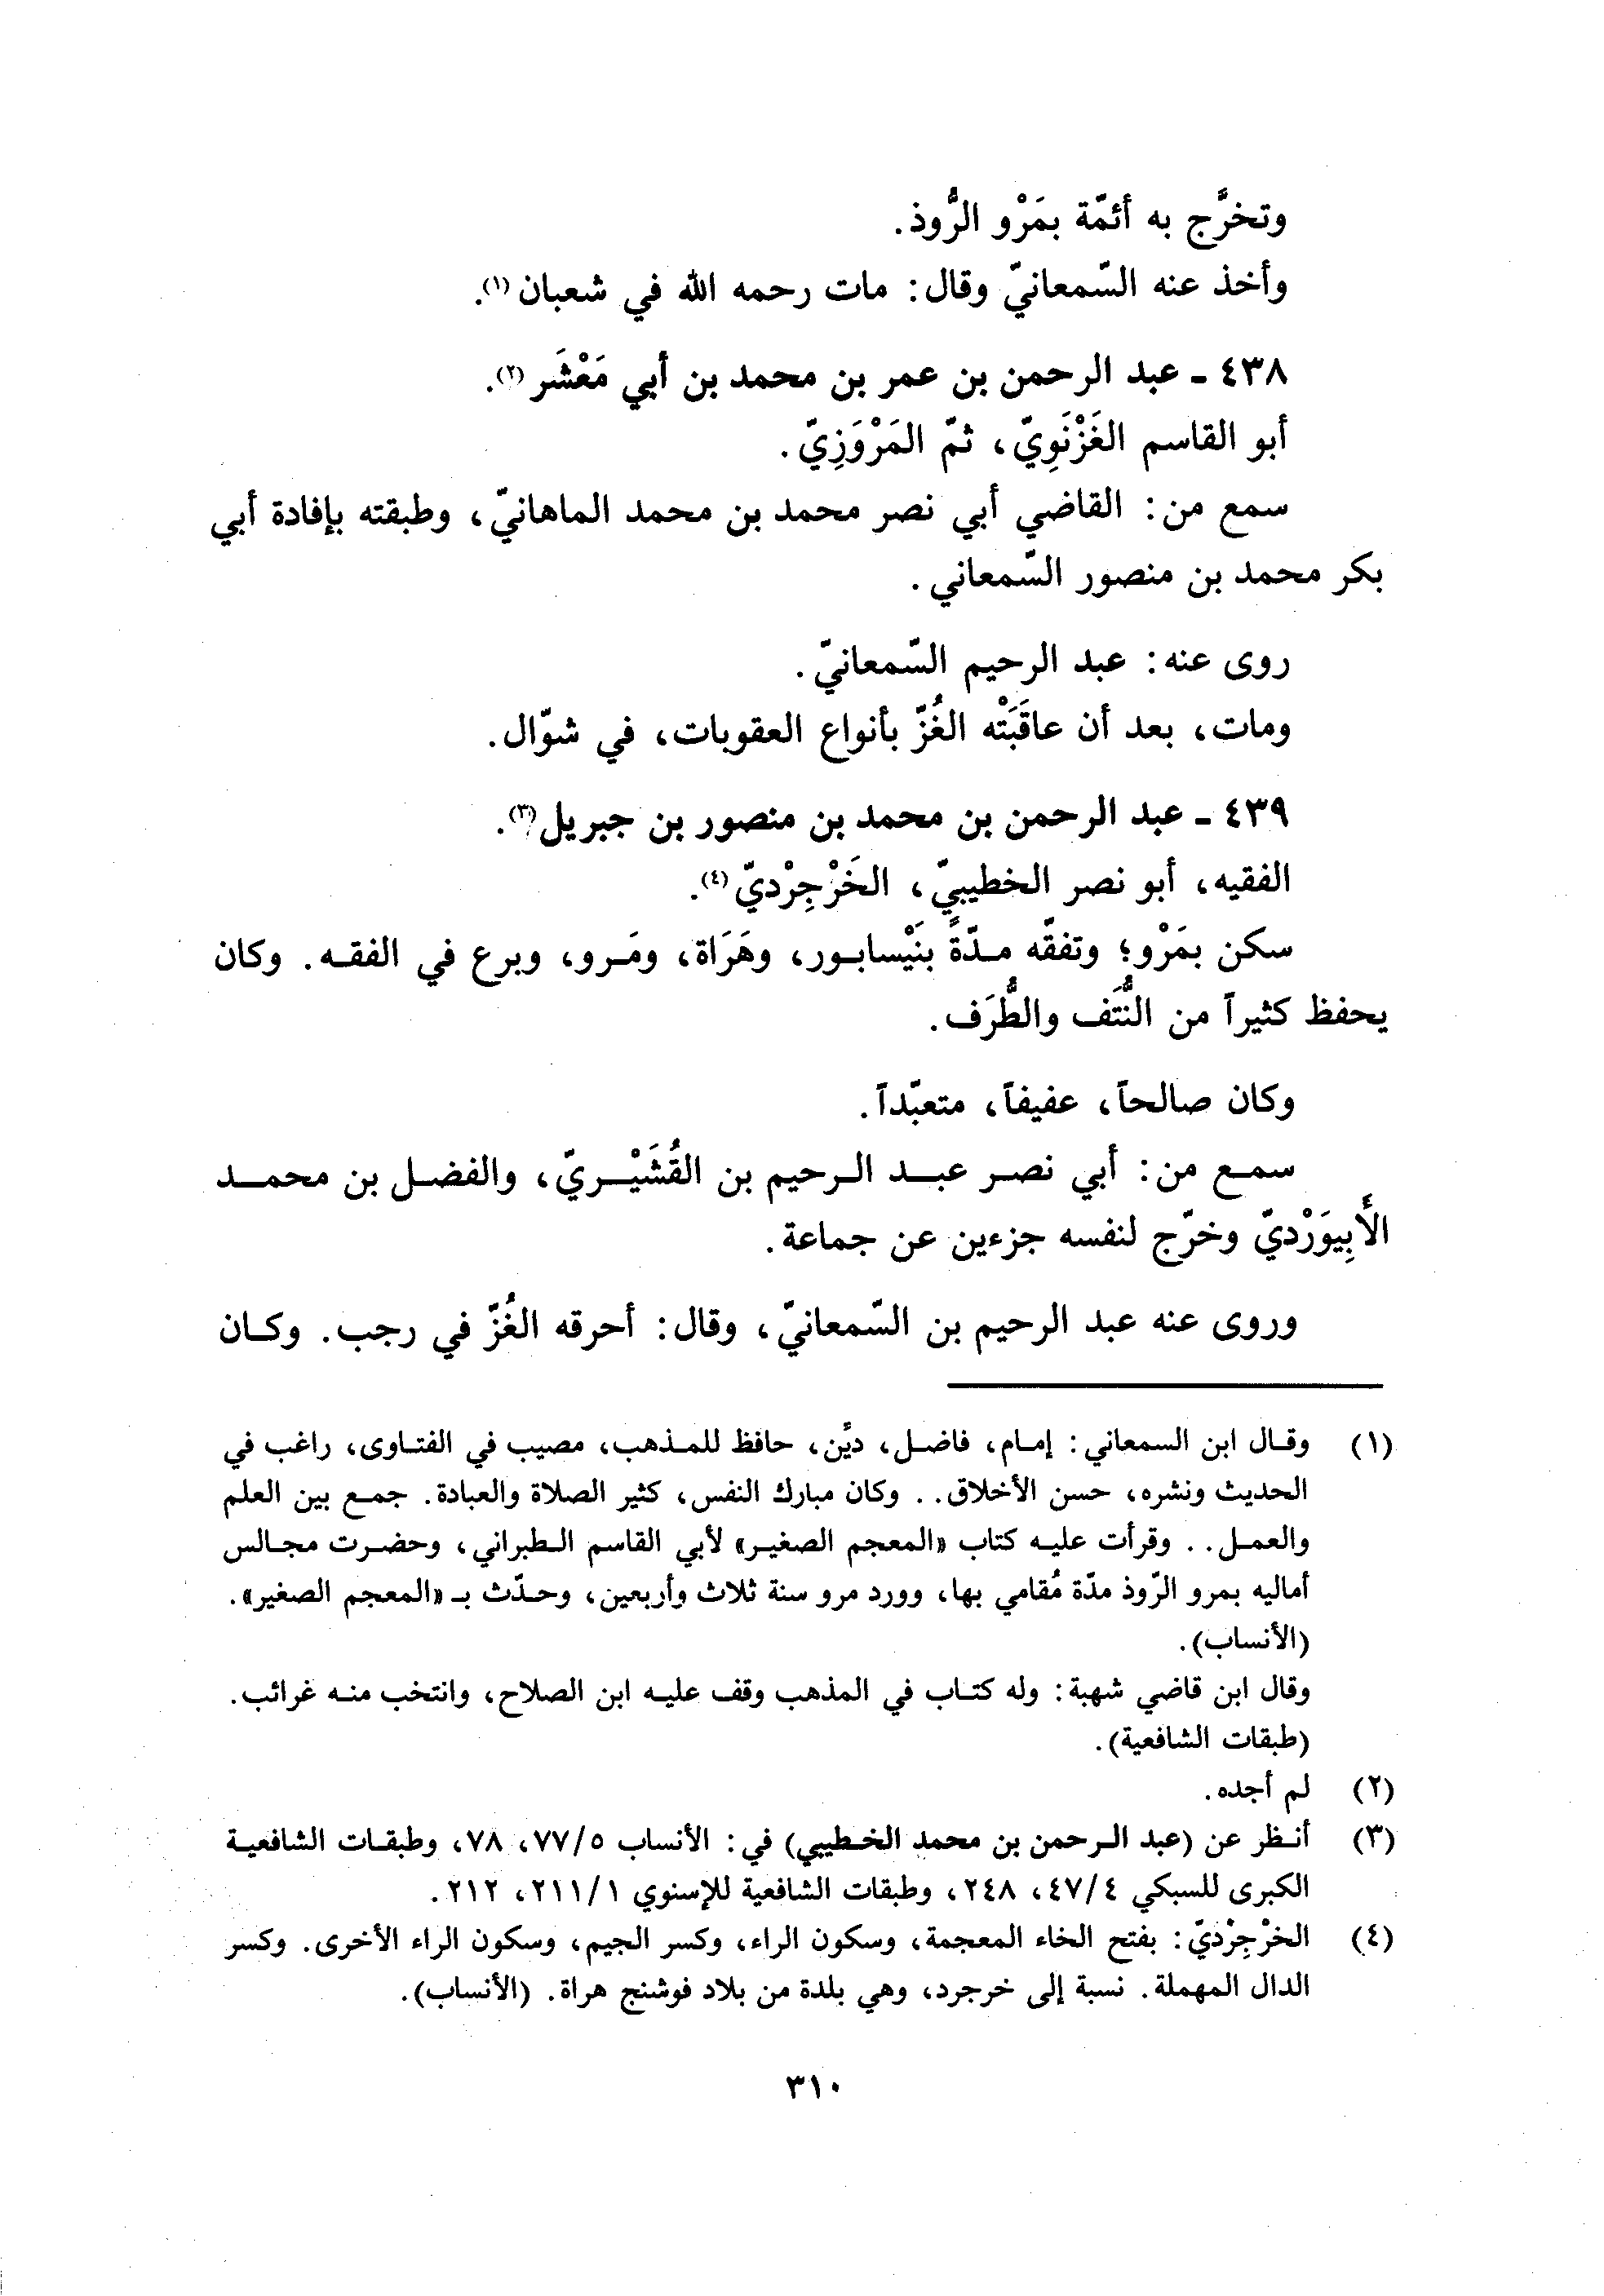 وتخرَّج به أئمّة بمَرْو الرُّوذ.
وأخذ عنه السّمعانيّ وقال: مات رحمه الله في شعبان(١).
٤٣٨ ـ عبد الرحمن بن عمر بن محمد بن أبي مَعْشَر(٢).
أبو القاسم الغَزْنَوِيّ، ثمّ المَرْوَزِيّ.
سمع من: القاضي أبي نصر محمد بن محمد الماهانيّ، وطبقته بإفادة أبي
بكر محمد بن منصور السّمعاني.
روى عنه: عبد الرحيم السّمعانيّ.
ومات، بعد أن عاقَبَتْه الغُزّ بأنواع العقوبات، في شوّال.
٤٣٩ ـ عبد الرحمن بن محمد بن منصور بن جبريل(٣).
الفقيه، أبو نصر الخطيبيّ، الخَرْجِرْديّ(٤).
سكن بمَرْو؛ وتفقّه مدّةً بنَيْسابور، وهَرَاة، ومَرو، وبرع في الفقه. وكان
يحفظ كثيراً من النُّتَف والطُّرَف.
وكان صالحاً، عفيفاً، متعبّداً.
سمع من: أبي نصر عبد الرحيم بن القُشَيْريّ، والفضل بن محمد
الأَبِيوَرْديّ وخرّج لنفسه جزءين عن جماعة.
وروى عنه عبد الرحيم بن السّمعانيّ، وقال: أحرقه الغُزّ في رجب. وكان
(١) وقال ابن السمعاني: إمام، فاضل، ديّن، حافظ للمذهب، مصيب في الفتاوى، راغب في
الحديث ونشره، حسن الأخلاق.. وكان مبارك النفس، كثير الصلاة والعبادة. جمع بين العلم
والعمل.. وقرأت عليه كتاب «المعجم الصغير» لأبي القاسم الطبراني، وحضرت مجالس
أماليه بمرو الرّوذ مدّة مُقامي بها، وورد مرو سنة ثلاث وأربعين، وحدّث بـ «المعجم الصغير».
(الأنساب).
وقال ابن قاضي شهبة: وله كتاب في المذهب وقف عليه ابن الصلاح، وانتخب منه غرائب.
(طبقات الشافعية).
(٢) لم أجده.
(٣) أنظر عن (عبد الرحمن بن محمد الخطيبي) في: الأنساب ٧٧/٥، ٧٨، وطبقات الشافعية
الكبرى للسبكي ٤٧/٤، ٢٤٨، وطبقات الشافعية للإسنوي ٢١١/١، ٢١٢.
(٤) الخرْجِرْديّ: بفتح الخاء المعجمة، وسكون الراء، وكسر الجيم، وسكون الراء الأخرى. وكسر
الدال المهملة. نسبة إلى خرجرد، وهي بلدة من بلاد فوشنج هراة. (الأنساب).
٣١٠